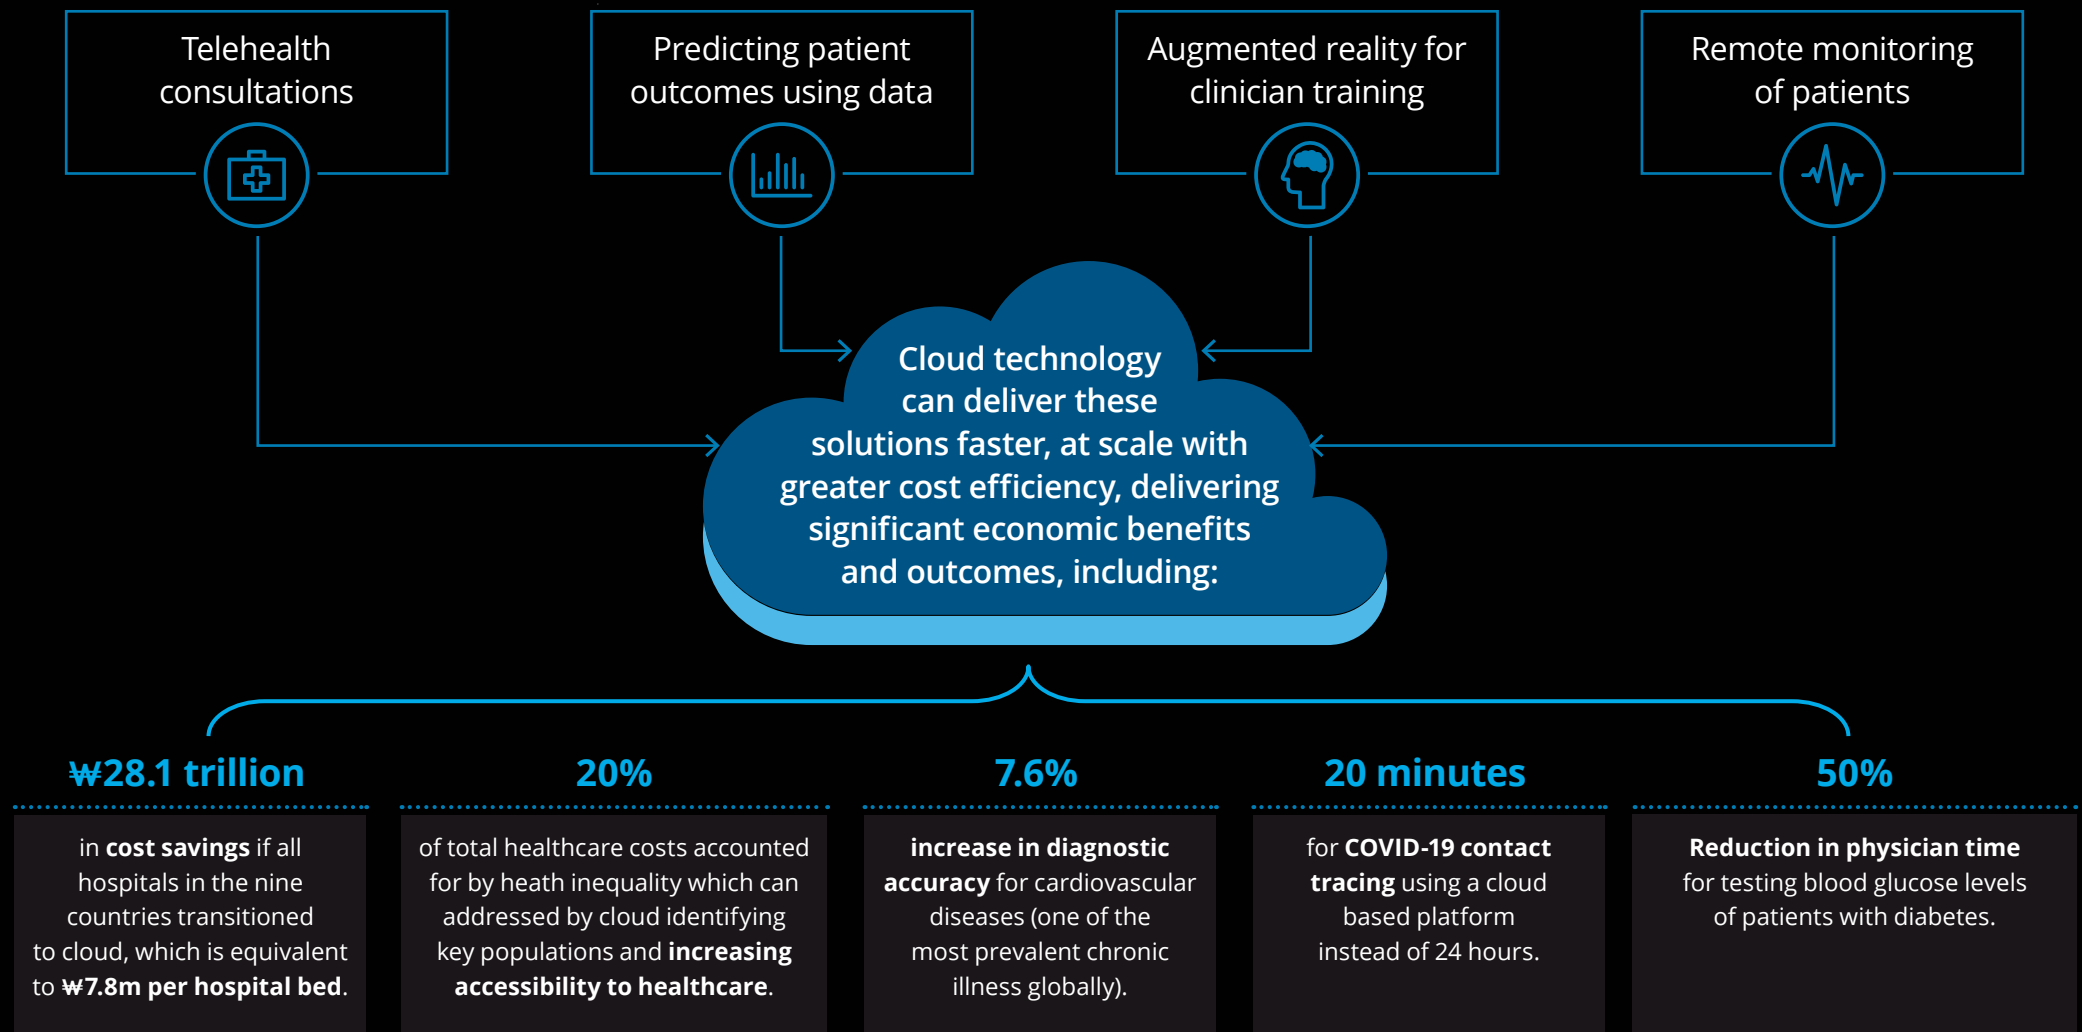 Telehealth
consultations
Predicting patient
outcomes using data
Augmented reality for
clinician training
Remote monitoring
of patients
Cloud technology
can deliver these
solutions faster, at scale with
greater cost efficiency, delivering
significant economic benefits
and outcomes, including:
₩28.1 trillion
in cost savings if all
hospitals in the nine
countries transitioned
to cloud, which is equivalent
to ₩7.8m per hospital bed.
20%
of total healthcare costs accounted
for by heath inequality which can
addressed by cloud identifying
key populations and increasing
accessibility to healthcare.
7.6%
increase in diagnostic
accuracy for cardiovascular
diseases (one of the
most prevalent chronic
illness globally).
20 minutes
for COVID-19 contact
tracing using a cloud
based platform
instead of 24 hours.
50%
Reduction in physician time
for testing blood glucose levels
of patients with diabetes.